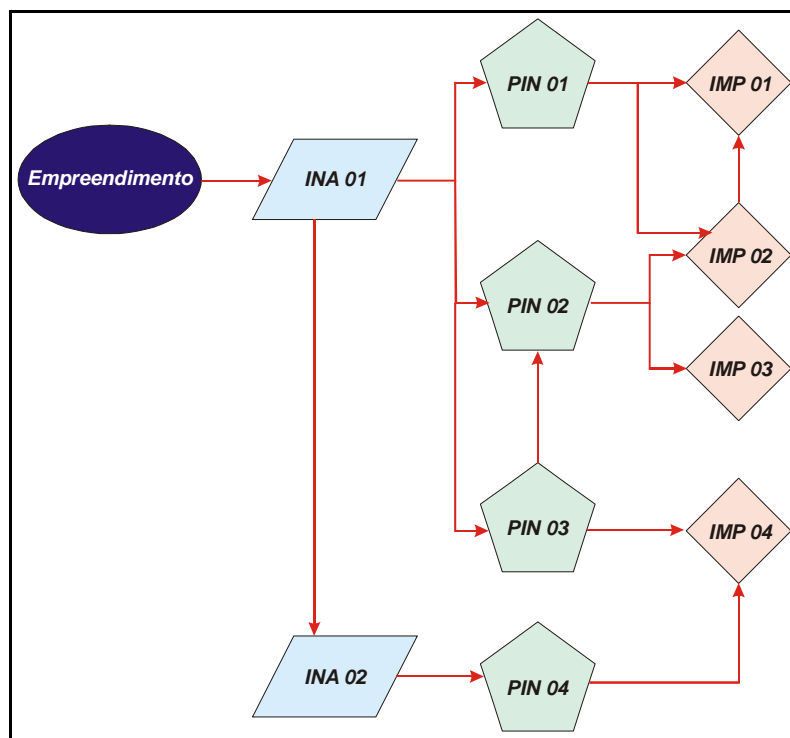 PIN 01
IMP 01
Empreendimento
INA 01
IMP 02
PIN 02
IMP 03
PIN 03
IMP 04
INA 02
PIN 04